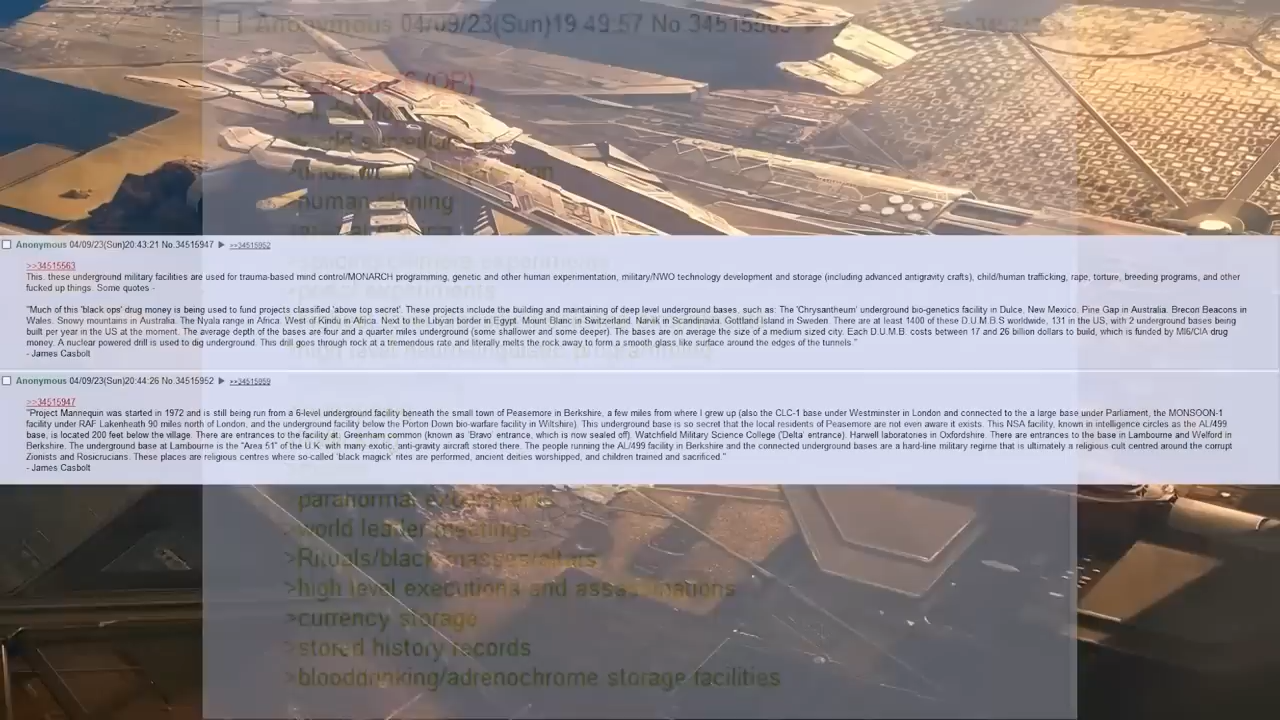 Anonymous 04/09/23(Sun)19:49:57 No.34515563
(OP)
>human cloning
Anonymous 04/09/23(Sun)20:43:21 No.34515947 ▶ >>34515952
>>34515563
This, these underground military facilities are used for trauma-based mind control/MONARCH programming, genetic and other human experimentation, military/NWO technology development and storage (including advanced antigravity crafts), child/human trafficking, rape, torture, breeding programs, and other
fucked up things. Some quotes -
"Much of this 'black ops' drug money is being used to fund projects classified 'above top secret'. These projects include the building and maintaining of deep level underground bases, such as: The 'Chrysantheum' underground bio-genetics facility in Dulce, New Mexico, Pine Gap in Australia. Brecon Beacons in
Wales. Snowy mountains in Australia. The Nyala range in Africa. West of Kindu in Africa. Next to the Libyan border in Egypt. Mount Blanc in Switzerland. Narvik in Scandinavia. Gottland island in Sweden. There are at least 1400 of these D.U.M.B.S worldwide, 131 in the US, with 2 underground bases being
built per year in the US at the moment. The average depth of the bases are four and a quarter miles underground (some shallower and some deeper). The bases are on average the size of a medium sized city. Each D.U.M.B. costs between 17 and 26 billion dollars to build, which is funded by MI6/CIA drug
money. A nuclear powered drill is used to dig underground. This drill goes through rock at a tremendous rate and literally melts the rock away to form a smooth glass like surface around the edges of the tunnels."
- James Casbolt
Anonymous 04/09/23(Sun)20:44:26 No.34515952 ▶ >>34515959
>>34515947
"Project Mannequin was started in 1972 and is still being run from a 6-level underground facility beneath the small town of Peasemore in Berkshire, a few miles from where I grew up (also the CLC-1 base under Westminster in London and connected to the a large base under Parliament, the MONSOON-1
facility under RAF Lakenheath 90 miles north of London, and the underground facility below the Porton Down bio-warfare facility in Wiltshire). This underground base is so secret that the local residents of Peasemore are not even aware it exists. This NSA facility, known in intelligence circles as the AL/499
base, is located 200 feet below the village. There are entrances to the facility at: Greenham common (known as 'Bravo' entrance, which is now sealed off). Watchfield Military Science College ('Delta' entrance). Harwell laboratories in Oxfordshire. There are entrances to the base in Lambourne and Welford in
Berkshire. The underground base at Lambourne is the "Area 51" of the U.K. with many exotic, anti-gravity aircraft stored there. The people running the AL/499 facility in Berkshire and the connected underground bases are a hard-line military regime that is ultimately a religious cult centred around the corrupt
Zionists and Rosicrucians. These places are religious centres where so-called 'black magick' rites are performed, ancient deities worshipped, and children trained and sacrificed."
- James Casbolt
>paranormal experiments
>world leader meetings
>Rituals/black masses/altars
>high level executions and assassinations
>currency storage
>stored history records
>blooddrinking/adrenochrome storage facilities